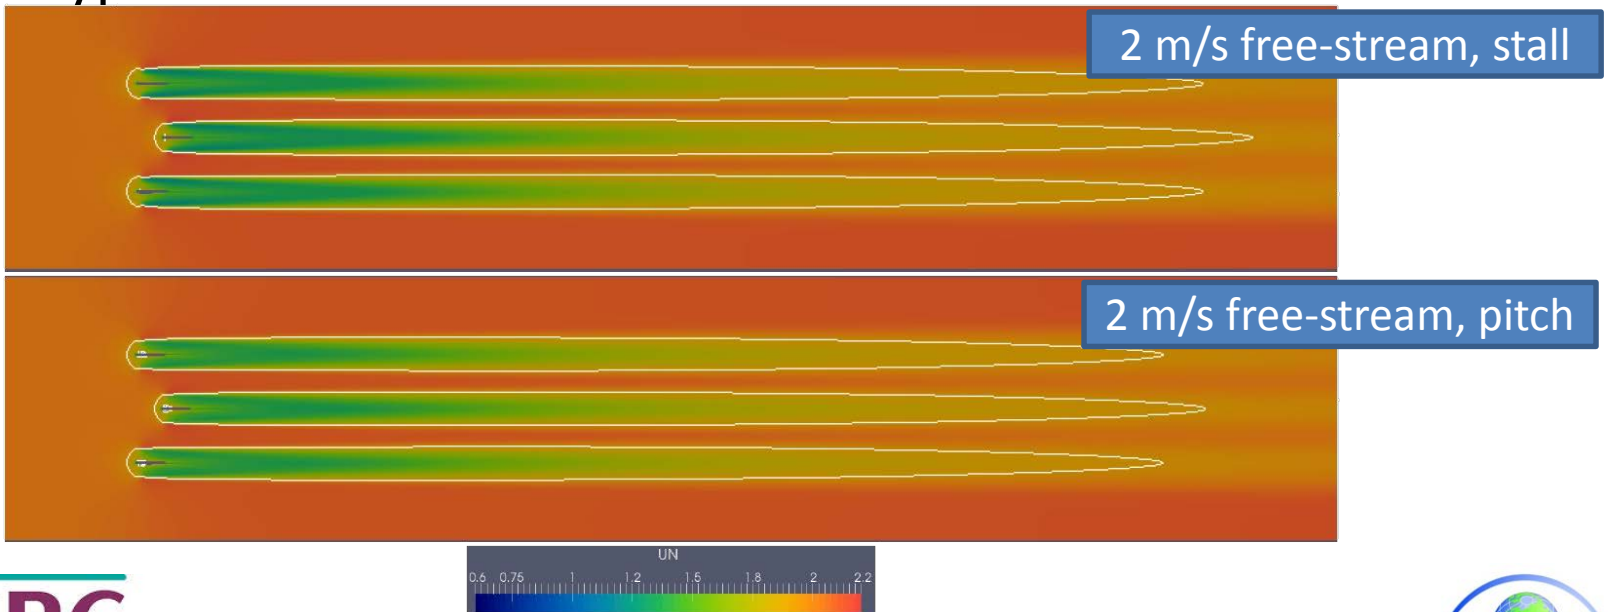 2 m/s free-stream, stall
2 m/s free-stream, pitch
UN
0.6 0.75 1 1.2 1.5 1.8 2 2.2